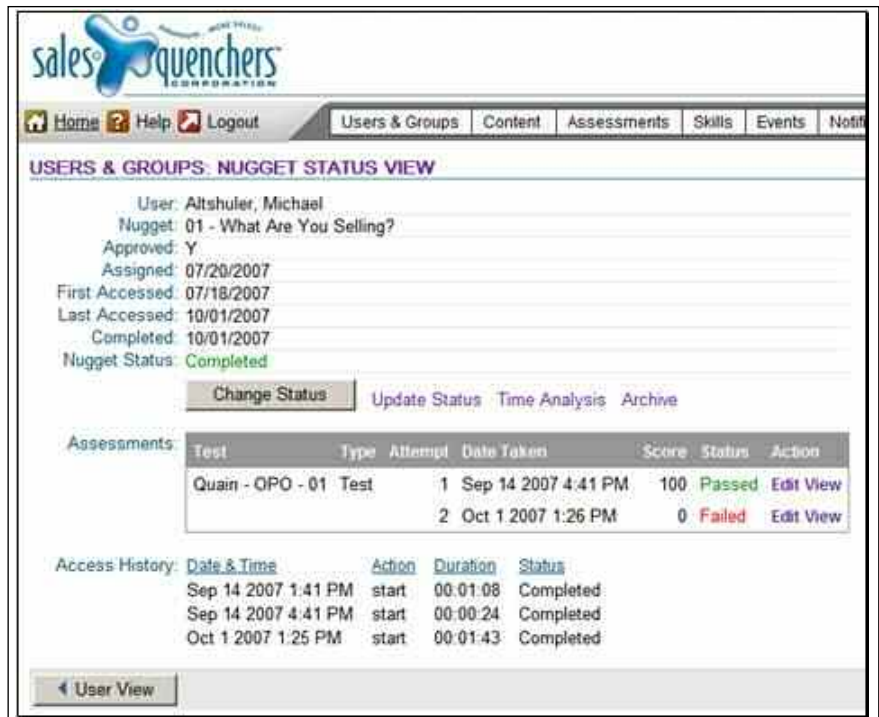 sales quenchers
CORPORATION
Home Help Logout Users & Groups Content Assessments Skills Events Notifi
USERS & GROUPS: NUGGET STATUS VIEW
User: Altshuler, Michael
Nugget: 01 - What Are You Selling?
Approved: Y
Assigned: 07/20/2007
First Accessed: 07/18/2007
Last Accessed: 10/01/2007
Completed: 10/01/2007
Nugget Status: Completed
Change Status Update Status Time Analysis Archive
Assessments: Test Type Attempt Date Taken Score Status Action
Quain - OPO - 01 Test 1 Sep 14 2007 4:41 PM 100 Passed Edit View
2 Oct 1 2007 1:26 PM 0 Failed Edit View
Access History: Date & Time Action Duration Status
Sep 14 2007 1:41 PM start 00:01:08 Completed
Sep 14 2007 4:41 PM start 00:00:24 Completed
Oct 1 2007 1:25 PM start 00:01:43 Completed
User View